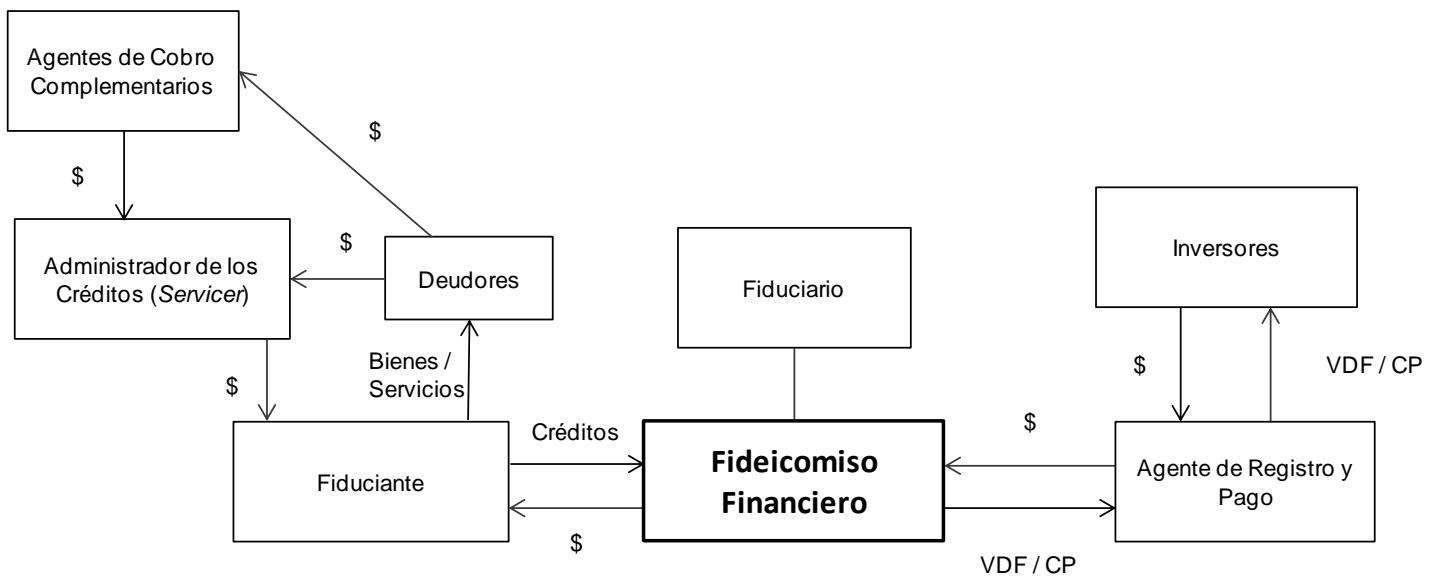 Agentes de Cobro
Complementarios
$
$
Administrador de los
Créditos (Servicer)
$
Deudores
Fiduciario
Inversores
$
Bienes /
Servicios
$
VDF / CP
Fiduciante
Créditos
$
Fideicomiso
Financiero
$
VDF / CP
Agente de Registro y
Pago